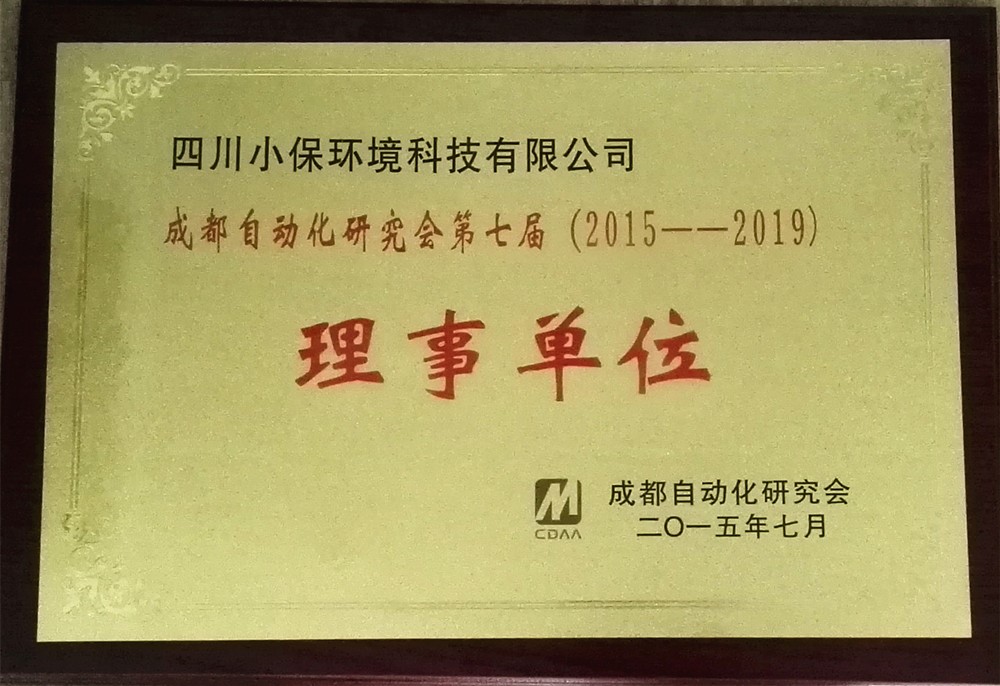 四川小保环境科技有限公司
成都自动化研究会第七届(2015——2019)
理事单位
成都自动化研究会
CDAA
二〇一五年七月